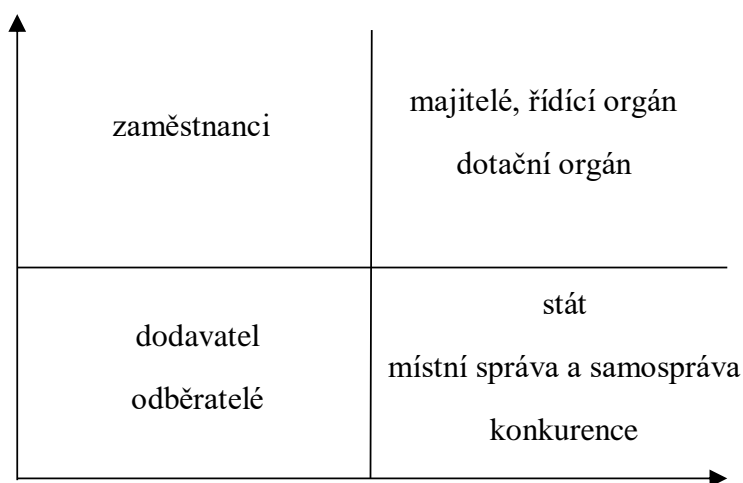 zaměstnanci
majitelé, řídící orgán
dotační orgán
dodavatel
odběratelé
stát
místní správa a samospráva
konkurence